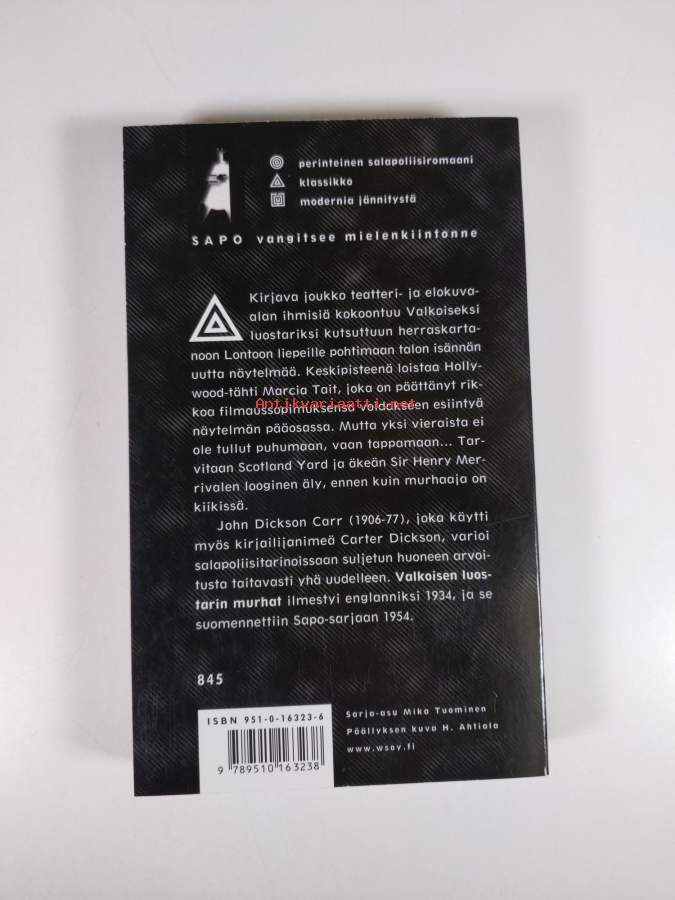 perinteinen salapoliisiromaani
klassikko
modernia jännitystä
SAPO vangitsee mielenkiintonne
Kirjava joukko teatteri- ja elokuva-
alan ihmisiä kokoontuu Valkoiseksi
luostariksi kutsuttuun herraskarta-
noon Lontoon liepeille pohtimaan talon isännän
uutta näytelmää. Keskipisteenä loistaa Holly-
wood-tähti Marcia Tait, joka on päättänyt rik-
koa filmaussopimuksensa voidakseen esiintyä
Antikvariaatti.net
näytelmän pääosassa. Mutta yksi vieraista ei
ole tullut puhumaan, vaan tappamaan... Tar-
vitaan Scotland Yard ja äkeän Sir Henry Mer-
rivalen looginen äly, ennen kuin murhaaja on
kiikissä.
John Dickson Carr (1906-77), joka käytti
myös kirjailijanimeä Carter Dickson, varioi
salapoliisitarinoissaan suljetun huoneen arvoi-
tusta taitavasti yhä uudelleen. Valkoisen luos-
tarin murhat ilmestyi englanniksi 1934, ja se
suomennettiin Sapo-sarjaan 1954.
845
ISBN 951-0-16323-6
9 789510 163238
Sarja-asu Mika Tuominen
Päällyksen kuva H. Ahtiala
www.wsoy.fi